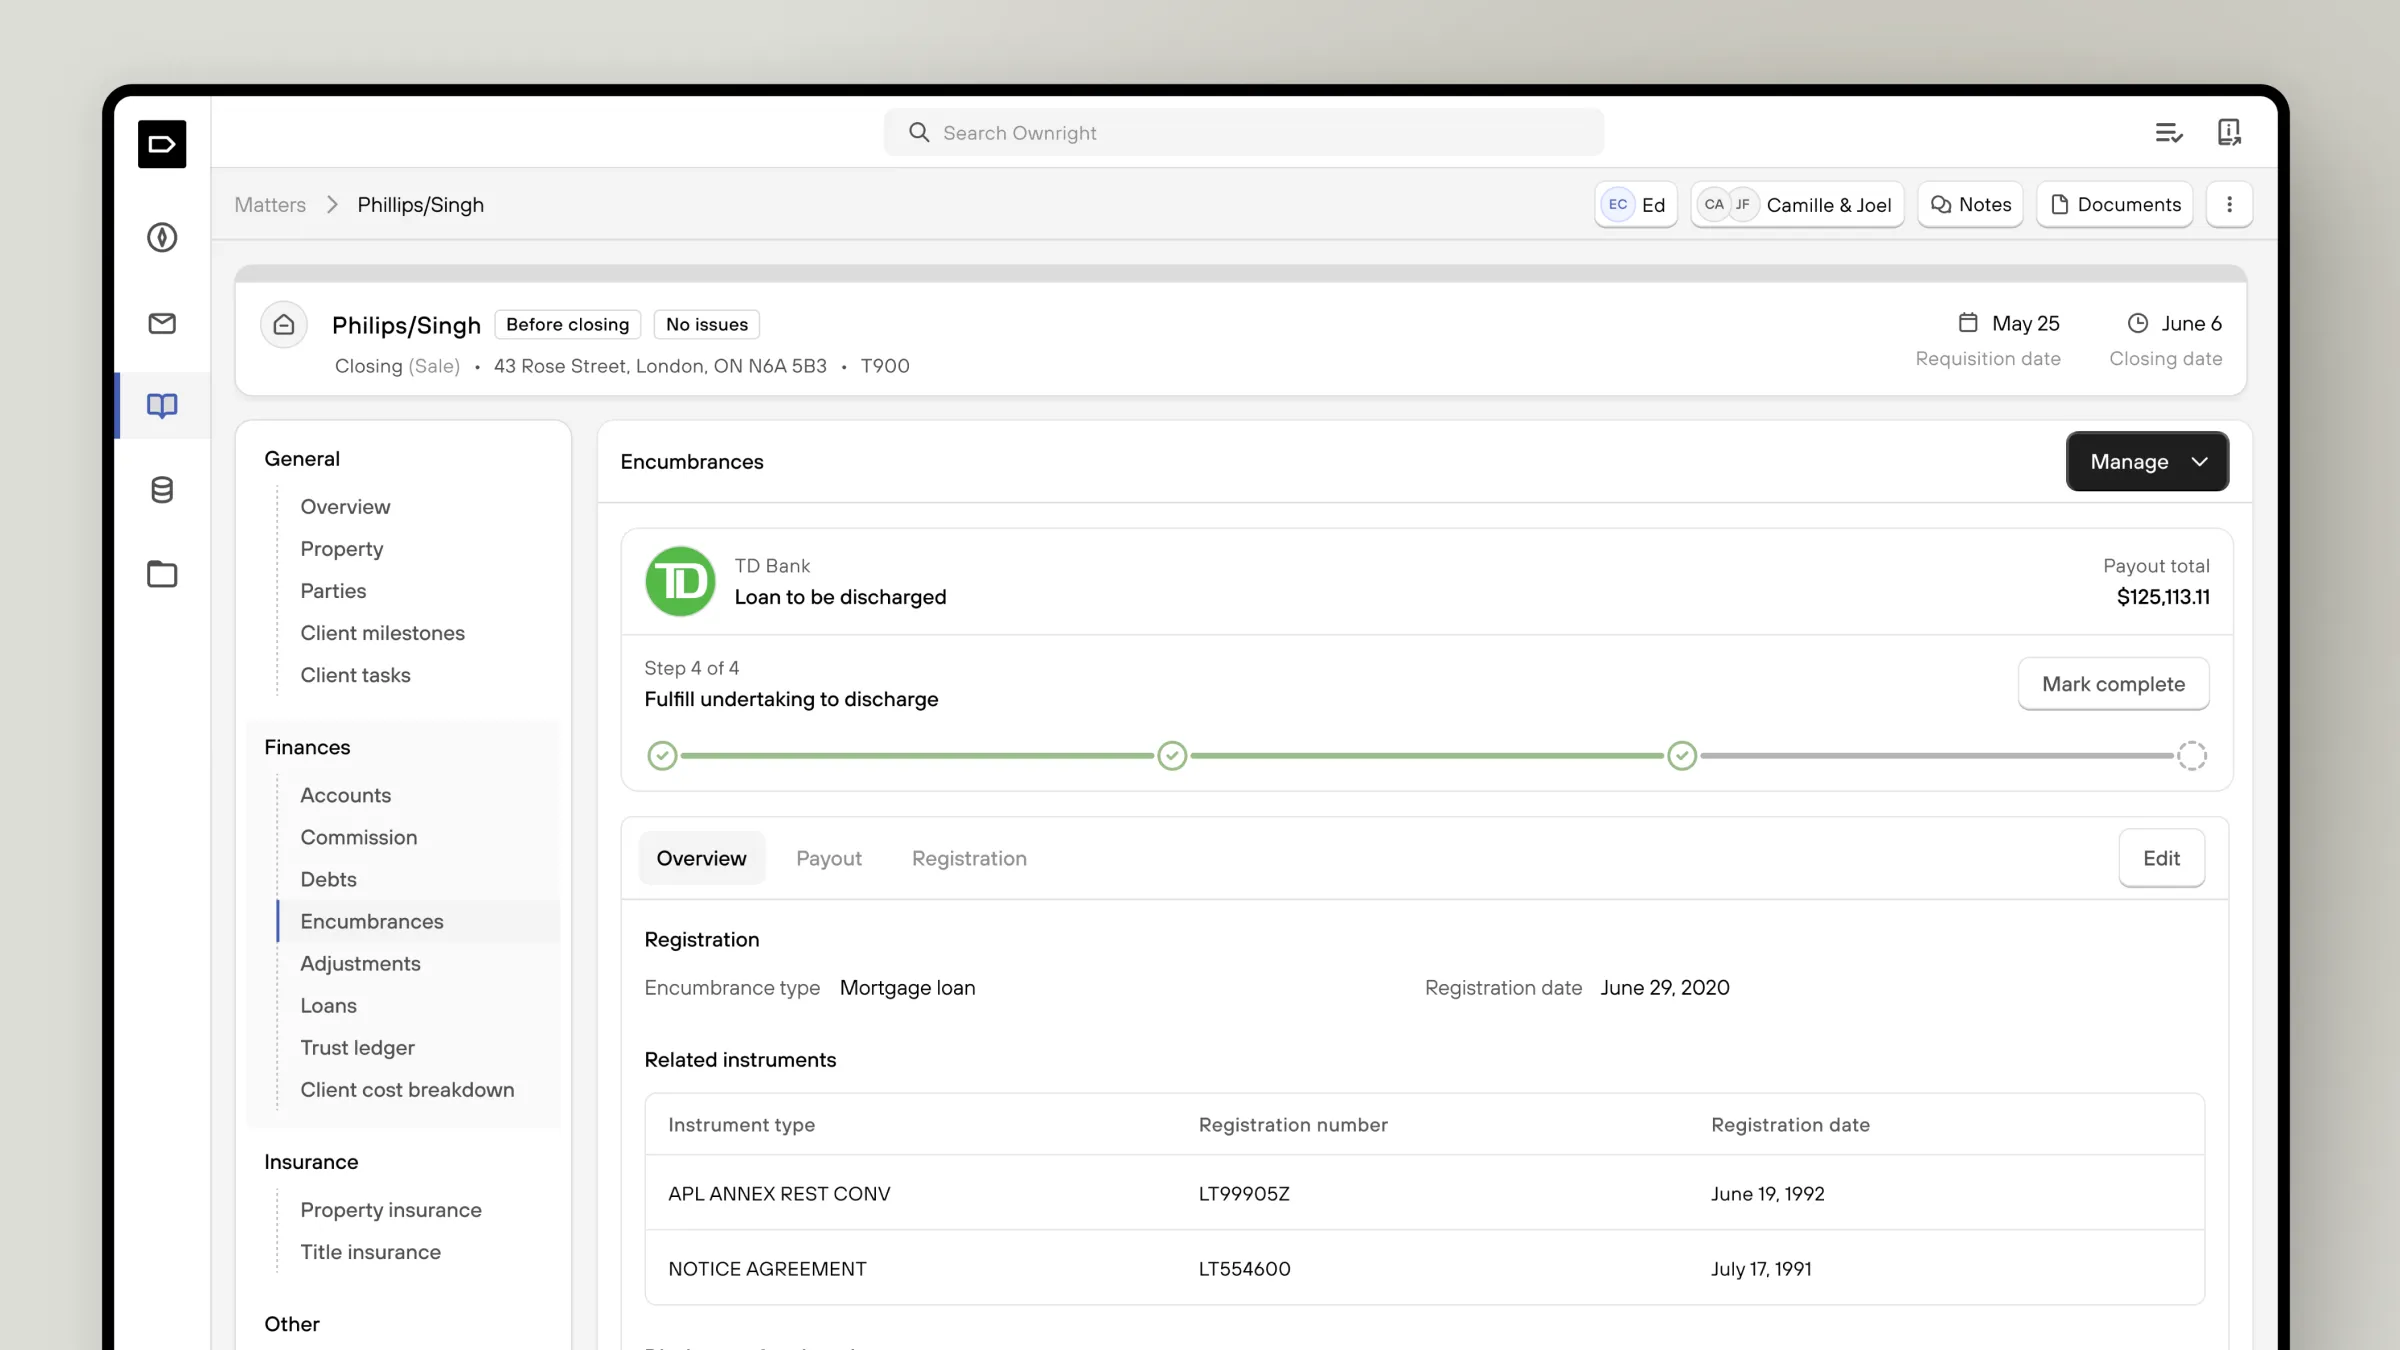 Search Ownright
Matters > Phillips/Singh
EC Ed
CA JF Camille & Joel
Notes
Documents
Philips/Singh Before closing No issues
May 25
June 6
Closing (Sale) • 43 Rose Street, London, ON N6A 5B3 • T900
Requisition date
Closing date
General
Overview
Property
Parties
Client milestones
Client tasks
Finances
Accounts
Commission
Debts
Encumbrances
Adjustments
Loans
Trust ledger
Client cost breakdown
Insurance
Property insurance
Title insurance
Other
Encumbrances
Manage
TD
TD Bank
Loan to be discharged
Payout total
$125,113.11
Step 4 of 4
Fulfill undertaking to discharge
Mark complete
Overview Payout Registration
Edit
Registration
Encumbrance type Mortgage loan
Registration date June 29, 2020
Related instruments
Instrument type Registration number Registration date
APL ANNEX REST CONV LT99905Z June 19, 1992
NOTICE AGREEMENT LT554600 July 17, 1991